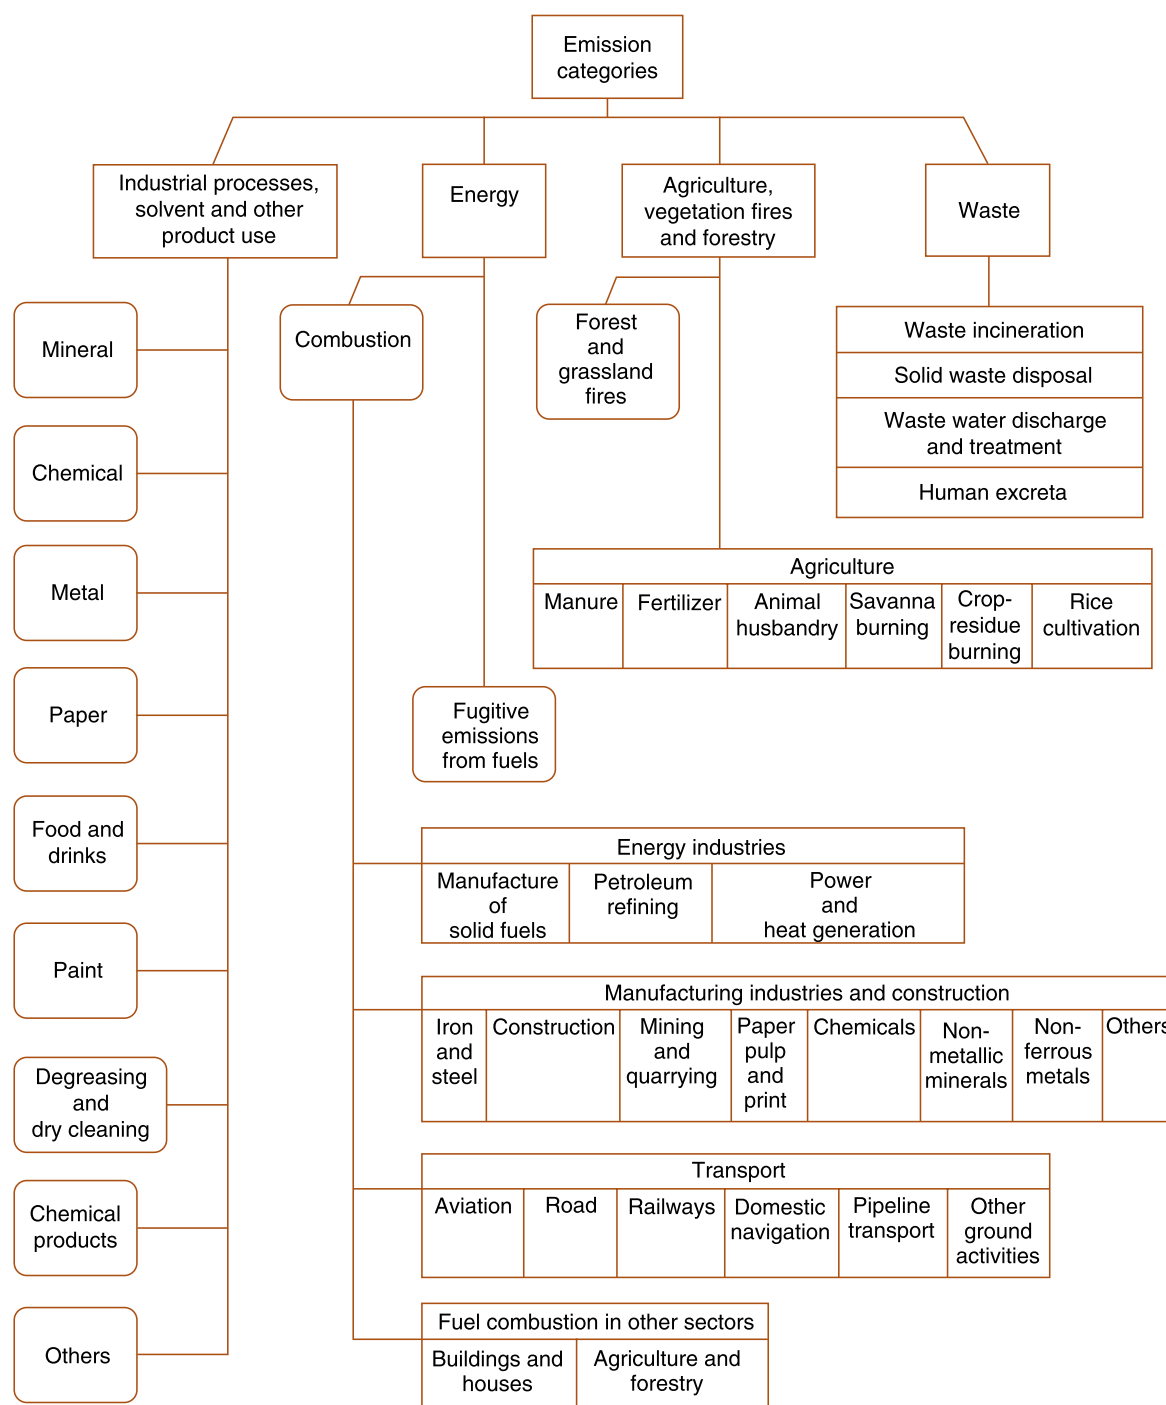 Emission
categories
Industrial processes,
solvent and other
product use
Energy
Agriculture,
vegetation fires
and forestry
Waste
Mineral
Chemical
Metal
Paper
Food and
drinks
Paint
Degreasing
and
dry cleaning
Chemical
products
Others
Combustion
Forest
and
grassland
fires
Waste incineration
Solid waste disposal
Waste water discharge
and treatment
Human excreta
Agriculture
Manure
Fertilizer
Animal
husbandry
Savanna
burning
Crop-
residue
burning
Rice
cultivation
Fugitive
emissions
from fuels
Energy industries
Manufacture
of
solid fuels
Petroleum
refining
Power
and
heat generation
Manufacturing industries and construction
Iron
and
steel
Construction
Mining
and
quarrying
Paper
pulp
and
print
Chemicals
Non-
metallic
minerals
Non-
ferrous
metals
Others
Transport
Aviation
Road
Railways
Domestic
navigation
Pipeline
transport
Other
ground
activities
Fuel combustion in other sectors
Buildings and
houses
Agriculture and
forestry